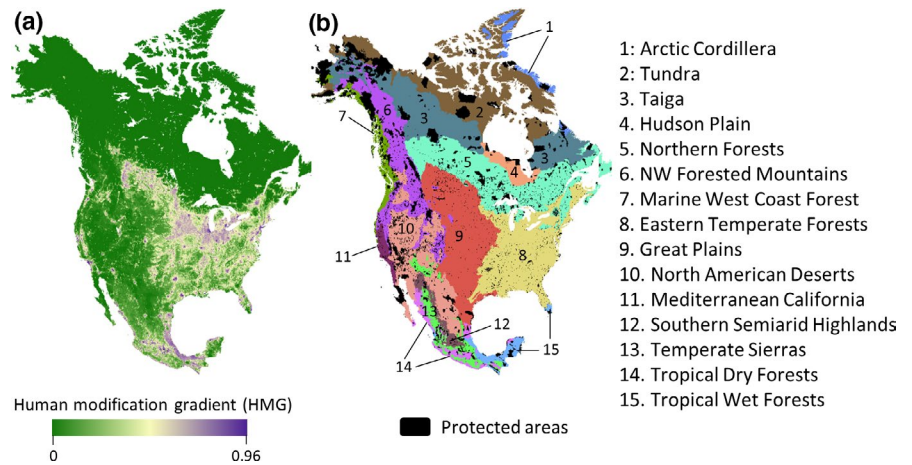 (a)
(b)
1
2
3
3
4
5
6
7
8
9
10
11
12
13
14
15
1: Arctic Cordillera
2: Tundra
3. Taiga
4: Hudson Plain
5: Northern Forests
6: NW Forested Mountains
7: Marine West Coast Forest
8: Eastern Temperate Forests
9: Great Plains
10: North American Deserts
11: Mediterranean California
12: Southern Semiarid Highlands
13: Temperate Sierras
14: Tropical Dry Forests
15. Tropical Wet Forests
Human modification gradient (HMG)
0
0.96
Protected areas